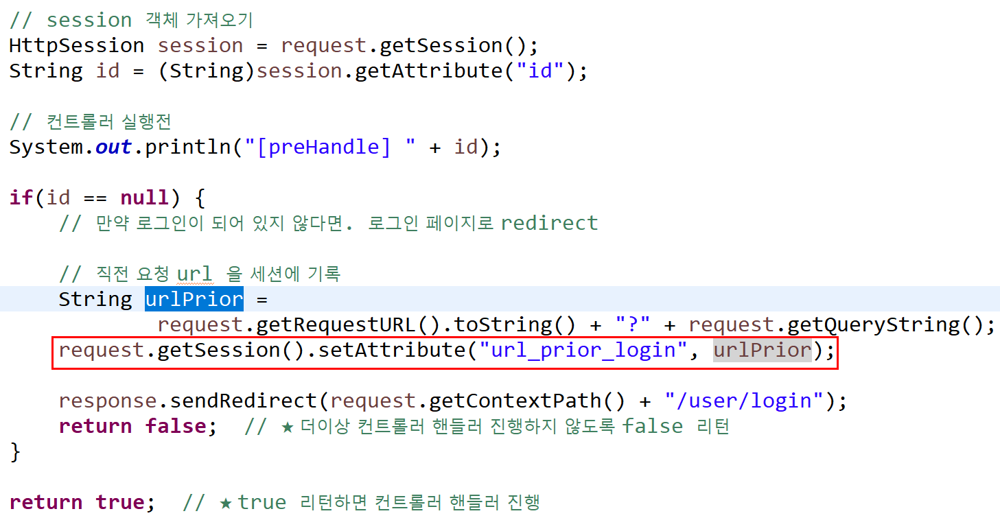 // session 객체 가져오기
HttpSession session = request.getSession();
String id = (String)session.getAttribute("id");
// 컨트롤러 실행전
System.out.println("[preHandle] " + id);
if(id == null) {
// 만약 로그인이 되어 있지 않다면. 로그인 페이지로 redirect
// 직전 요청 url 을 세션에 기록
String urlPrior =
request.getRequestURL().toString() + "?" + request.getQueryString();
request.getSession().setAttribute("url_prior_login", urlPrior);
response.sendRedirect(request.getContextPath() + "/user/login");
return false; // ★ 더이상 컨트롤러 핸들러 진행하지 않도록 false 리턴
}
return true; // ★ true 리턴하면 컨트롤러 핸들러 진행